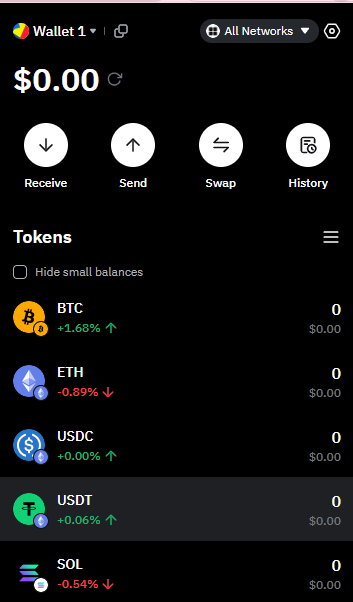 Wallet 1
All Networks
$0.00
Receive Send Swap History
Tokens
Hide small balances
BTC 0
+1.68% $0.00
ETH 0
-0.89% $0.00
USDC 0
+0.00% $0.00
USDT 0
+0.06% $0.00
SOL 0
-0.54% $0.00